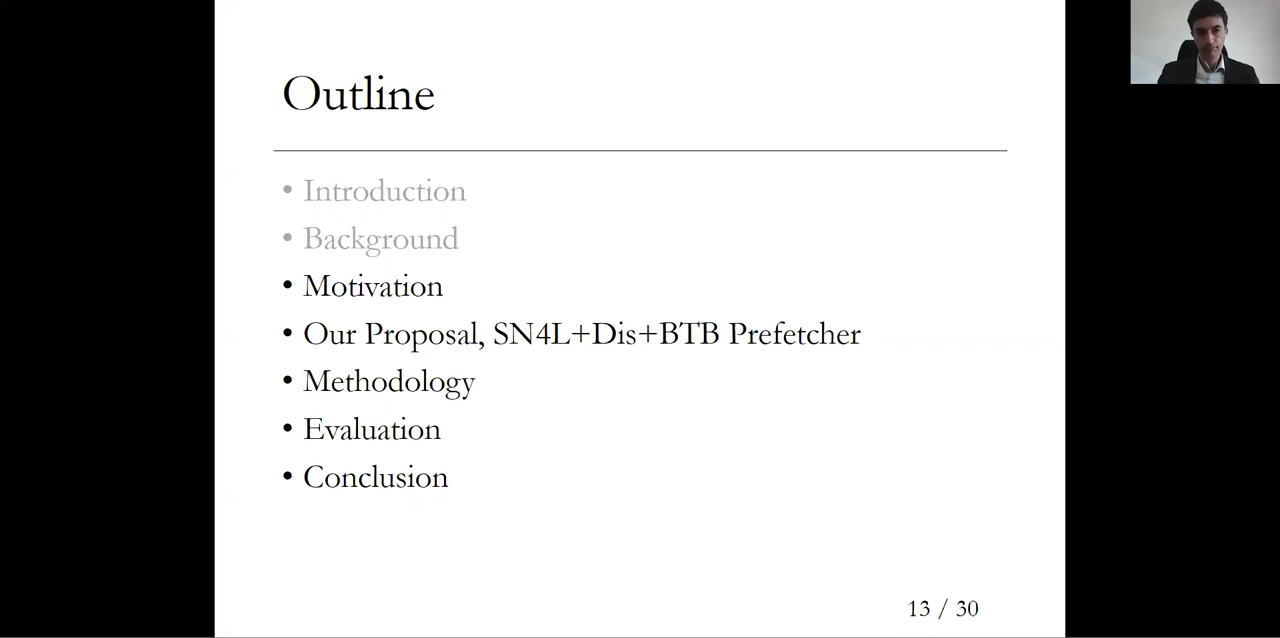 Outline
• Introduction
• Background
• Motivation
• Our Proposal, SN4L+Dis+BTB Prefetcher
• Methodology
• Evaluation
• Conclusion
13 / 30